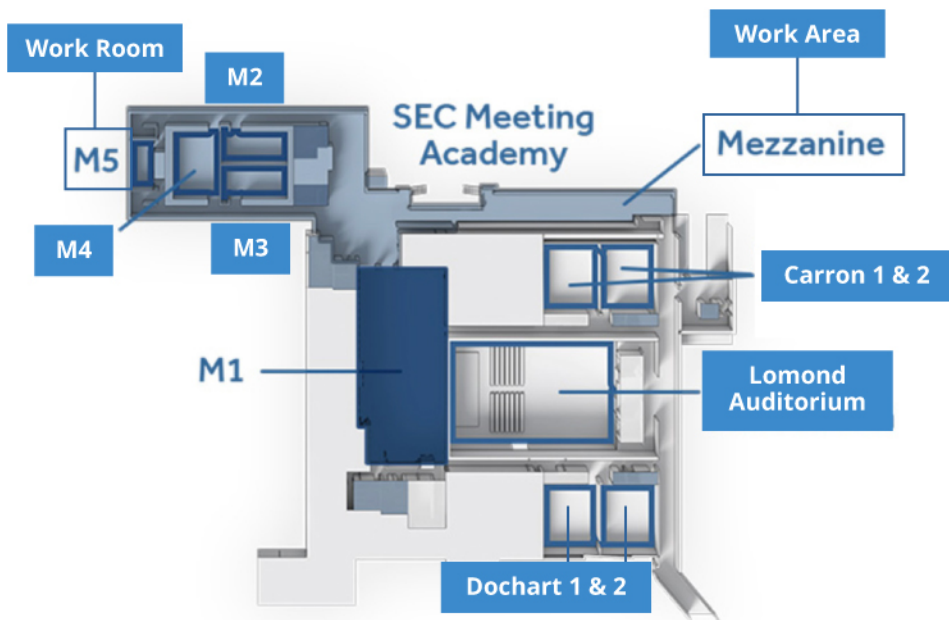 Work Room
M2
Work Area
SEC Meeting
Academy
Mezzanine
M5
M4
M3
Carron 1 & 2
M1
Lomond
Auditorium
Dochart 1 & 2